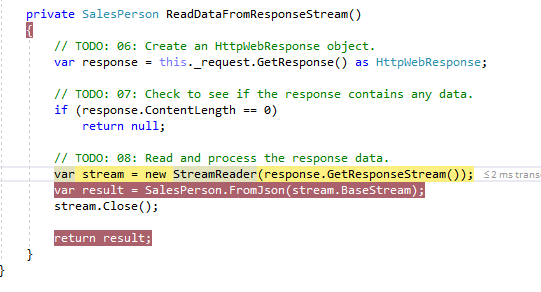 private SalesPerson ReadDataFromResponseStream()
{
// TODO: 06: Create an HttpWebResponse object.
var response = this._request.GetResponse() as HttpWebResponse;
// TODO: 07: Check to see if the response contains any data.
if (response.ContentLength == 0)
return null;
// TODO: 08: Read and process the response data.
var stream = new StreamReader(response.GetResponseStream()); ≤2 ms
var result = SalesPerson.FromJson(stream.BaseStream);
stream.Close();
return result;
}
}